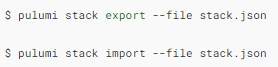 $ pulumi stack export --file stack.json
$ pulumi stack import --file stack.json